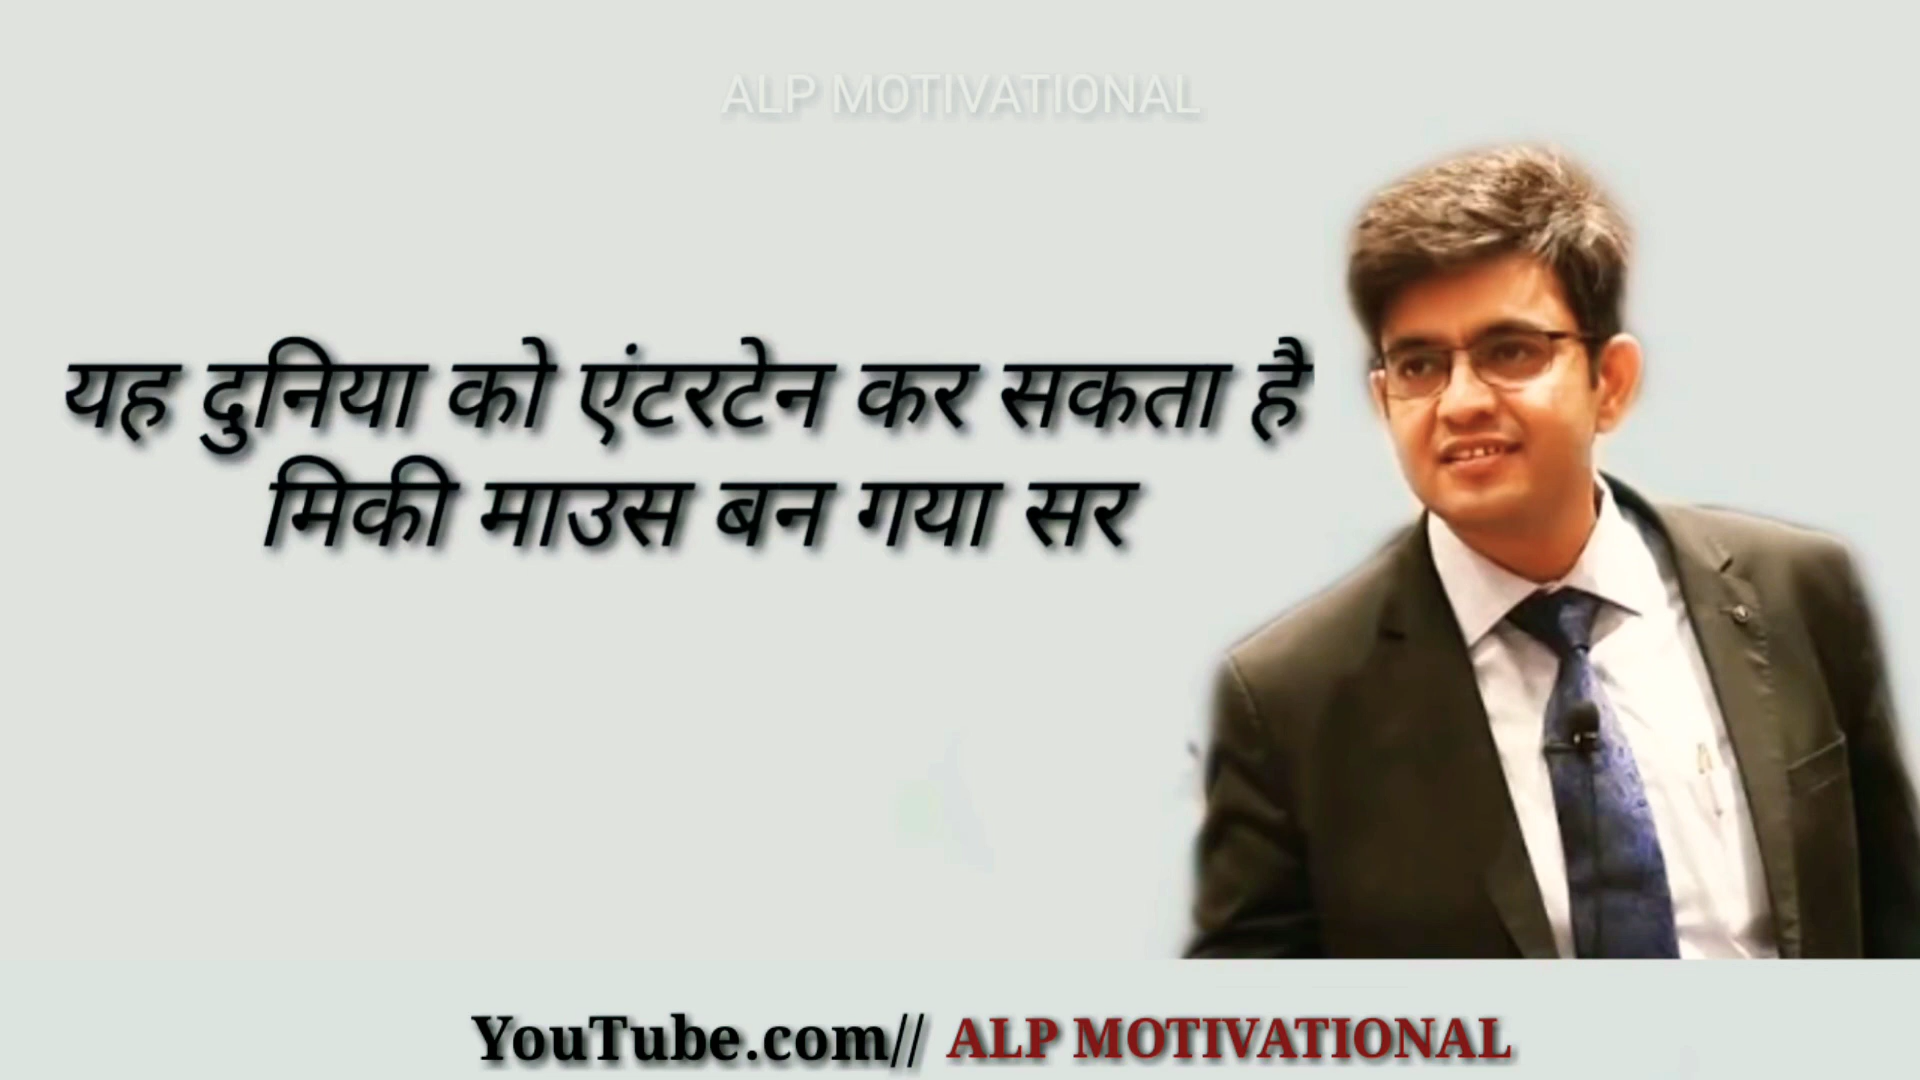 ALP MOTIVATIONAL
यह दुनिया को एंटरटेन कर सकता है
मिकी माउस बन गया सर
YouTube.com// ALP MOTIVATIONAL